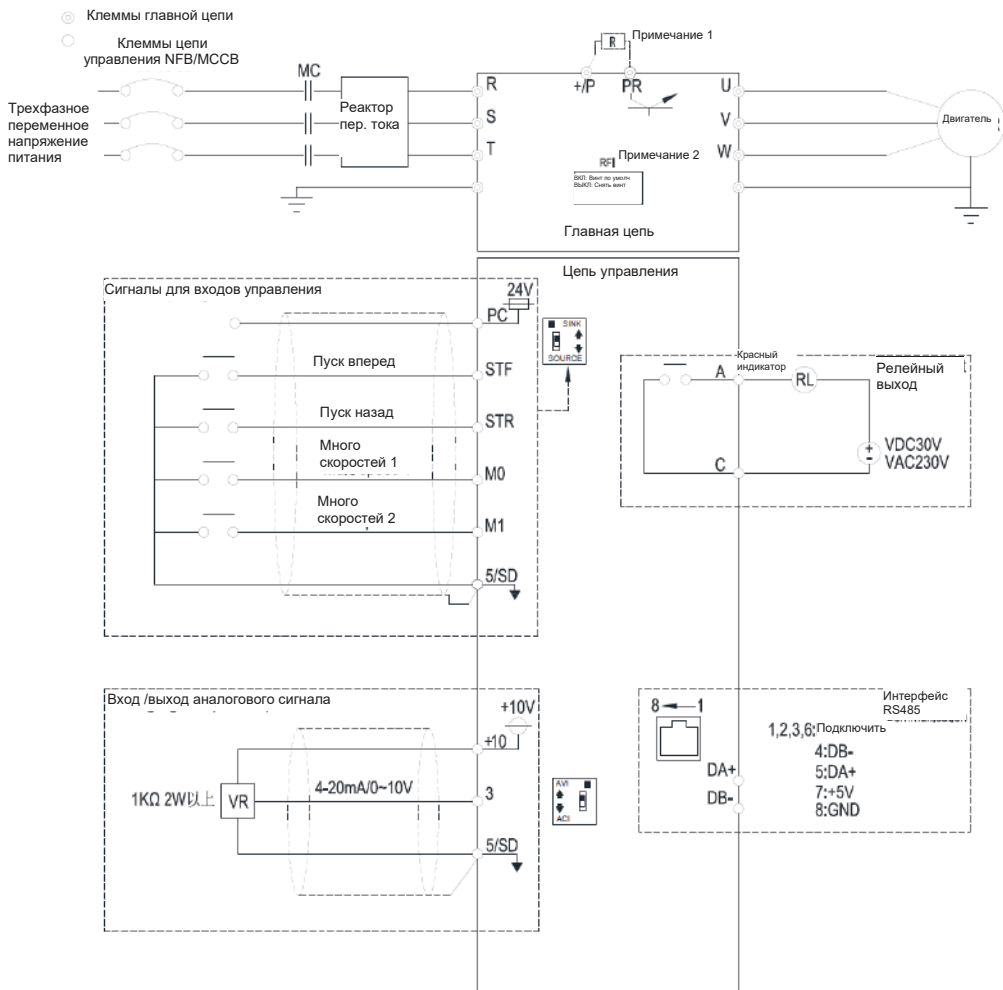 Клеммы главной цепи
Клеммы цепи
управления NFB/MCCB
MC
Трехфазное
переменное
напряжение
питания
Реактор
пер. тока
R
S
T
R
Примечание 1
+/P
PR
U
V
W
Двигатель
RFI
Примечание 2
ВКЛ: Винт по умолч
ВЫКЛ: Снять винт
Главная цепь
Цепь управления
Сигналы для входов управления
24V
PC
SINK
SOURCE
Пуск вперед
STF
Пуск назад
STR
Много
скоростей 1
M0
Много
скоростей 2
M1
5/SD
Красный
индикатор
Релейный
выход
A
RL
C
VDC30V
VAC230V
Вход /выход аналогового сигнала
+10V
+10
1KΩ 2W以上
VR
4-20mA/0~10V
3
5/SD
AVI
ACI
Интерфейс
RS485
8
1
1,2,3,6:
Подключить
4:DB-
5:DA+
7:+5V
8:GND
DA+
DB-